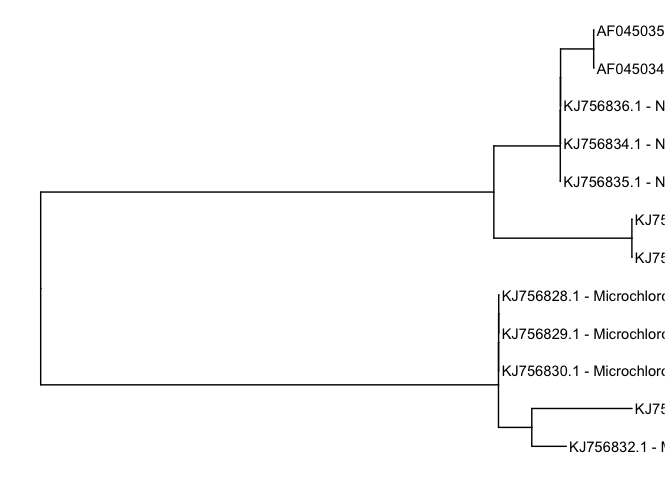 AF045035
AF045034
KJ756836.1 - N
KJ756834.1 - N
KJ756835.1 - N
KJ75
KJ75
KJ756828.1 - Microchloro
KJ756829.1 - Microchloro
KJ756830.1 - Microchloro
KJ75
KJ756832.1 - M